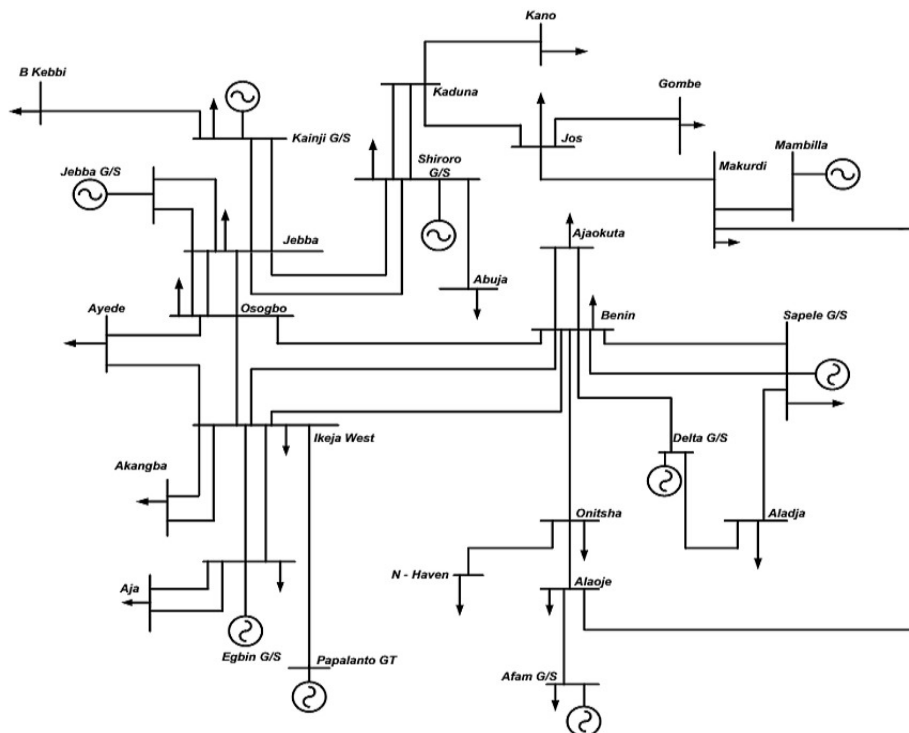 Kano
B Kebbi
Kaduna
Gombe
Kainji G/S
Jos
Mambilla
Shiroro
G/S
Makurdi
Jebba G/S
Jebba
Ajaokuta
Abuja
Ayede
Osogbo
Benin
Sapele G/S
Ikeja West
Delta G/S
Akangba
Onitsha
Aladja
N - Haven
Alaoje
Aja
Egbin G/S
Papalanto GT
Afam G/S